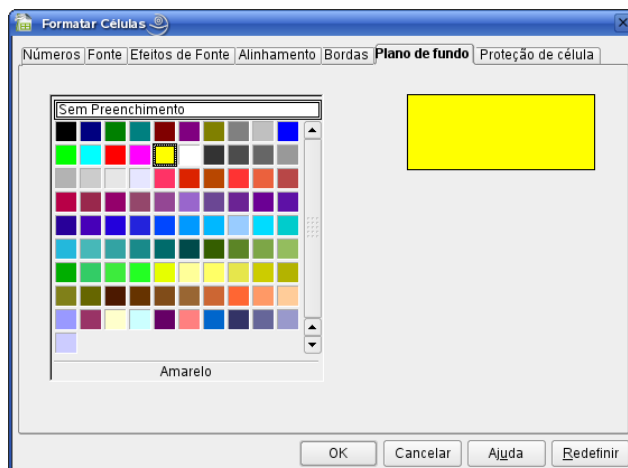 Formatar Células
Números Fonte Efeitos de Fonte Alinhamento Bordas Plano de fundo Proteção de célula
Sem Preenchimento
Amarelo
OK Cancelar Ajuda Redefinir